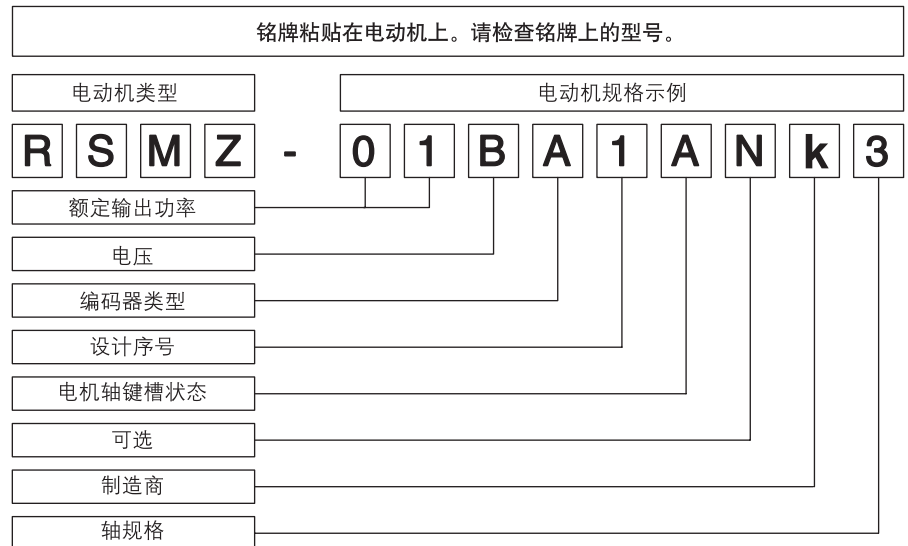 铭牌粘贴在电动机上。请检查铭牌上的型号。
电动机类型 电动机规格示例
R S M Z - 0 1 B A 1 A N k 3
额定输出功率
电压
编码器类型
设计序号
电机轴键槽状态
可选
制造商
轴规格